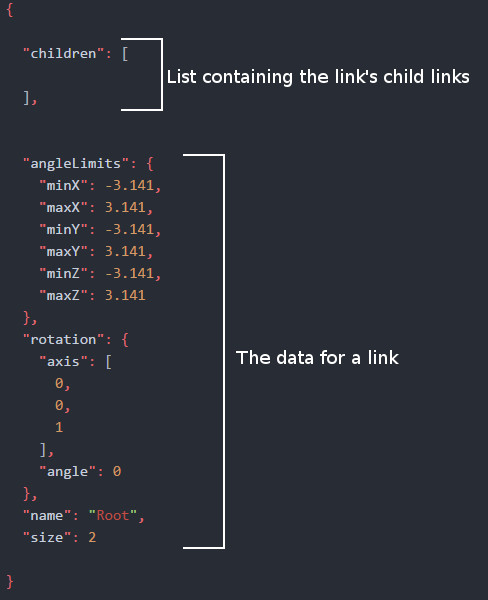 {
"children": [
List containing the link's child links
],
"angleLimits": {
"minX": -3.141,
"maxX": 3.141,
"minY": -3.141,
"maxY": 3.141,
"minZ": -3.141,
"maxZ": 3.141
},
"rotation": {
The data for a link
"axis": [
0,
0,
1
],
"angle": 0
},
"name": "Root",
"size": 2
}